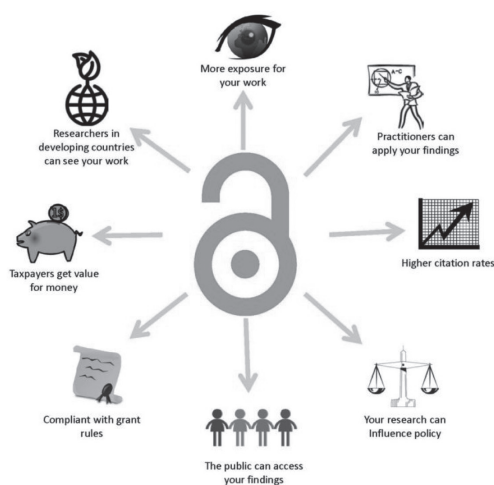 More exposure for
your work
A-C
Practitioners can
apply your findings
Higher citation rates
Your research can
Influence policy
The public can access
your findings
Compliant with grant
rules
Taxpayers get value
for money
Researchers in
developing countries
can see your work